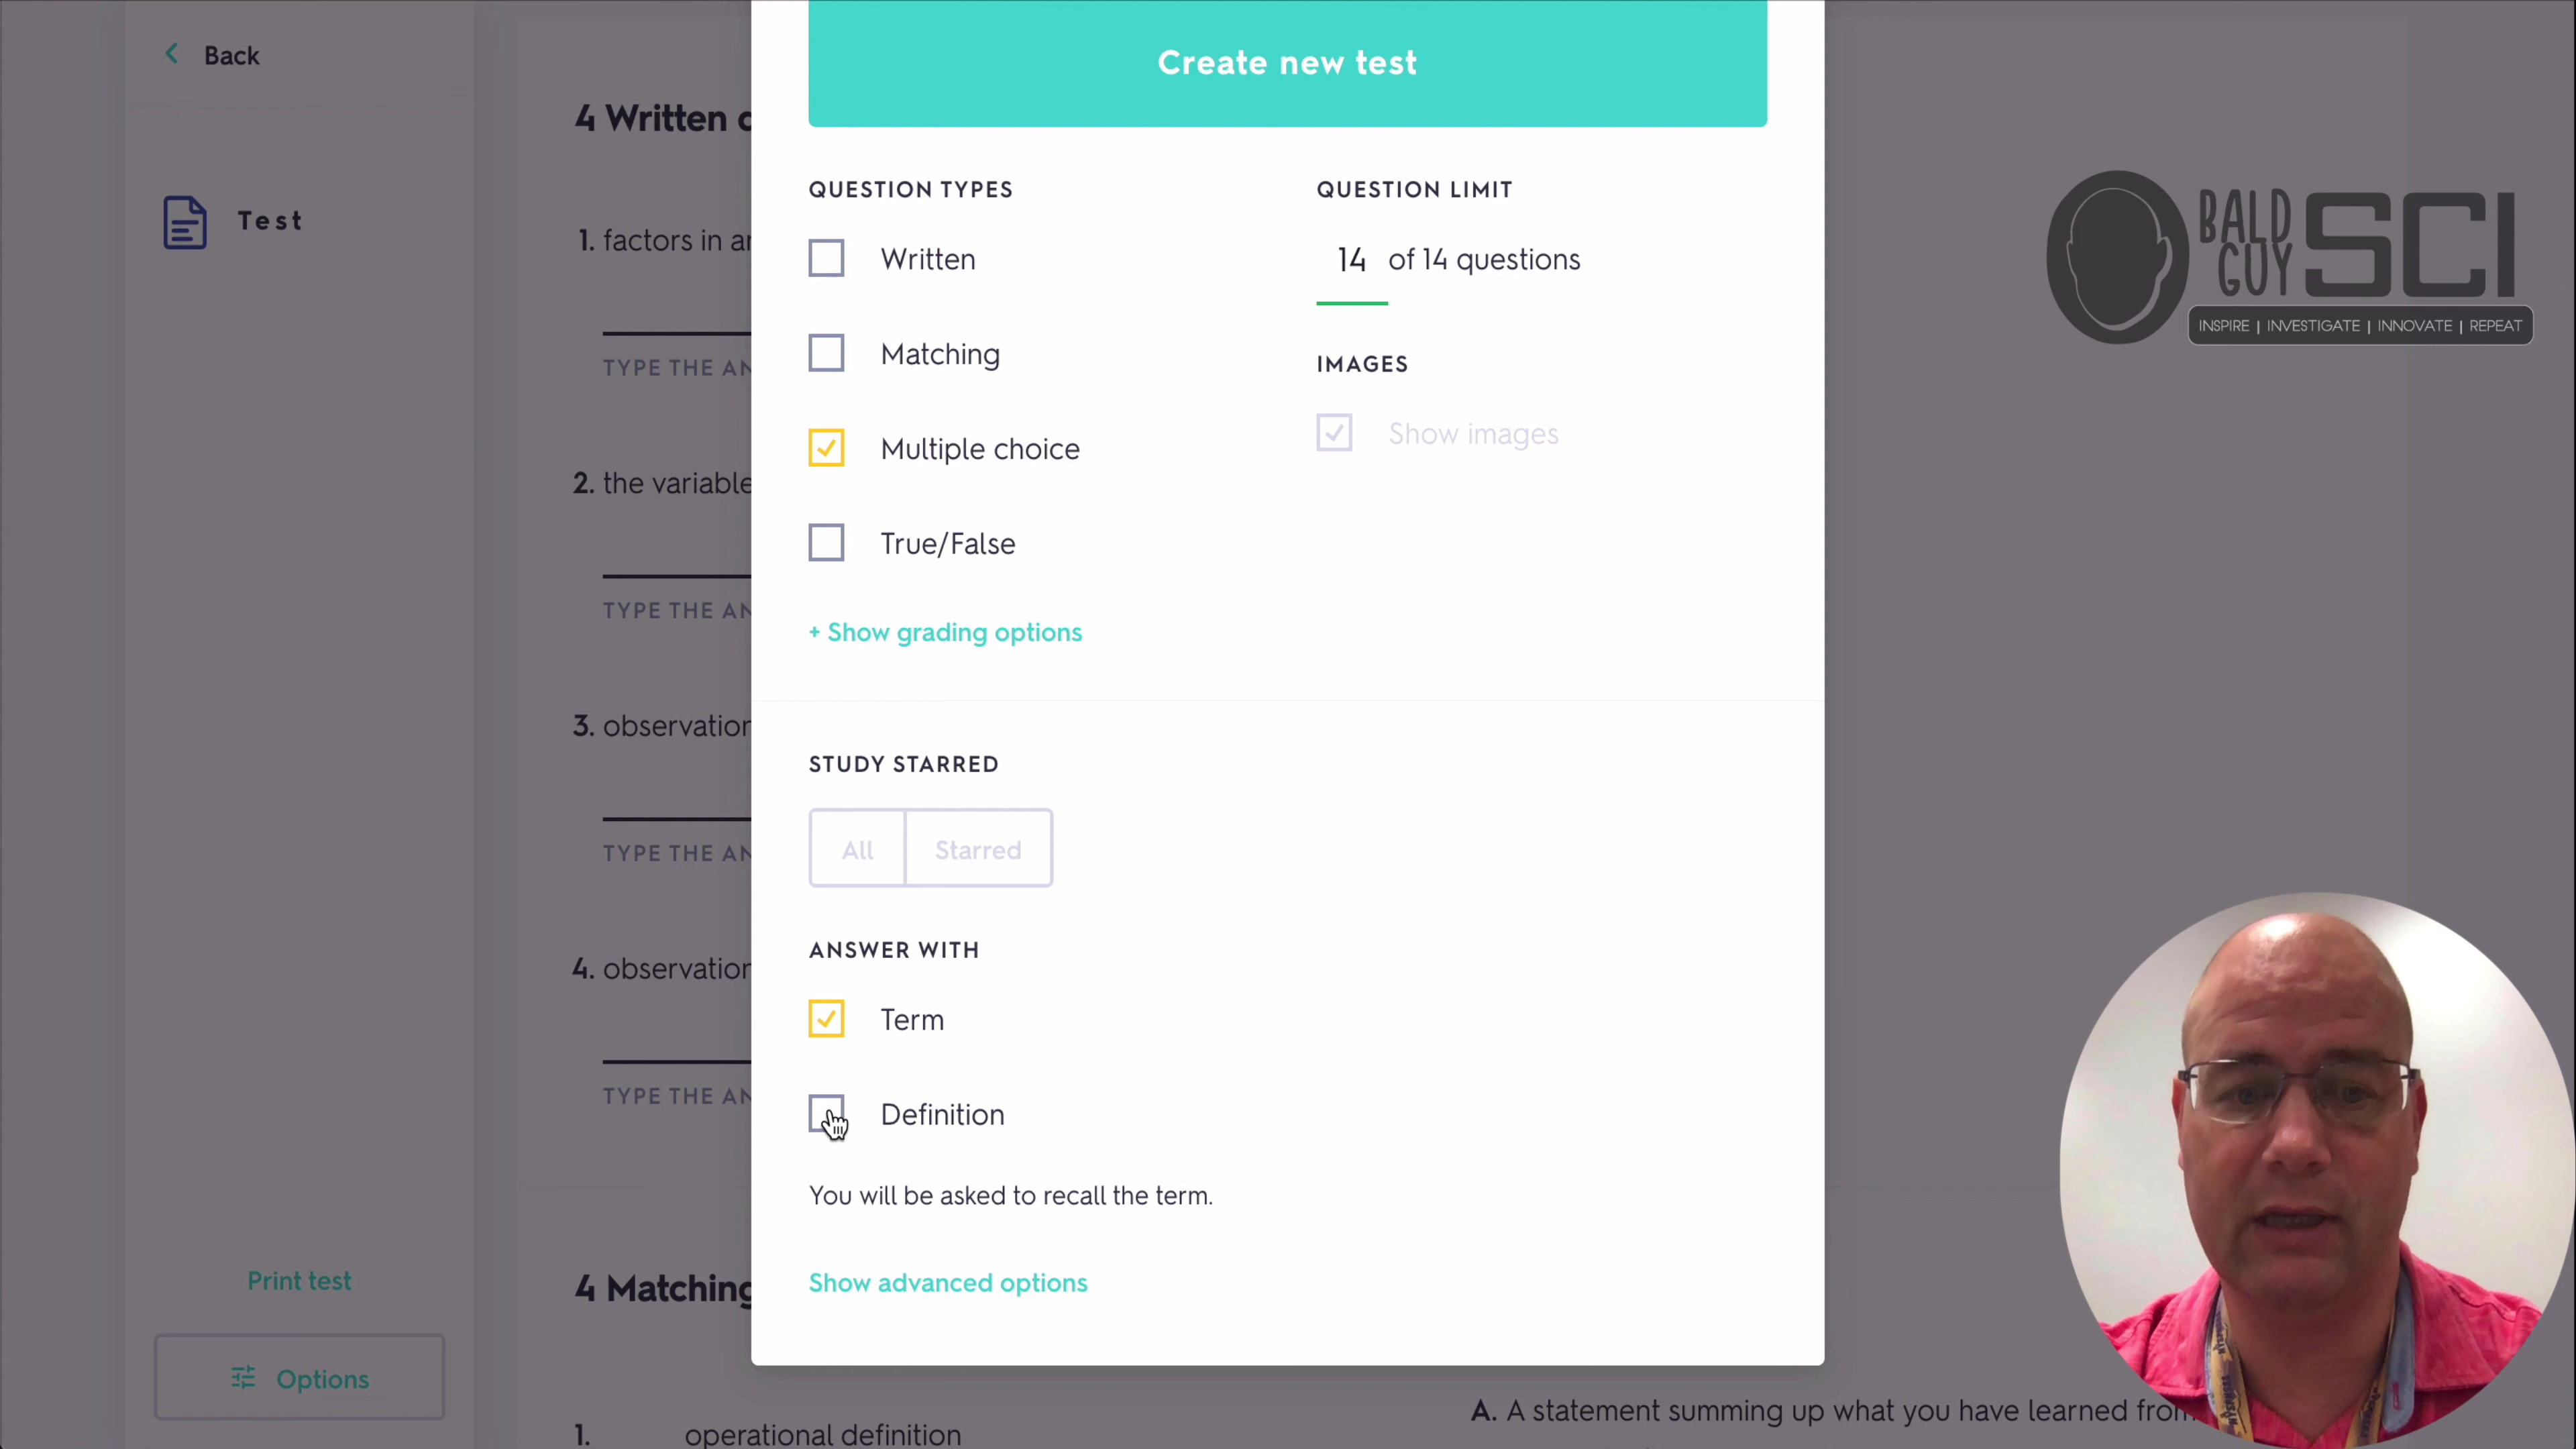 Back
Test
Print test
Options
4 Written
1. factors in
TYPE THE
2. the variable
TYPE THE
3. observation
TYPE THE
4. observation
TYPE THE
4 Matching
1. operational definition
A. A statement summing up what you have learned from
Create new test
QUESTION TYPES
Written
Matching
Multiple choice
True/False
+ Show grading options
QUESTION LIMIT
14 of 14 questions
IMAGES
Show images
STUDY STARRED
All Starred
ANSWER WITH
Term
Definition
You will be asked to recall the term.
Show advanced options
BALD GUY SCI
INSPIRE | INVESTIGATE | INNOVATE | REPEAT